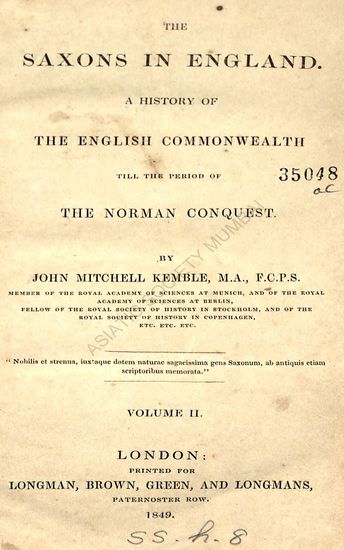 THE
SAXONS IN ENGLAND.
A HISTORY OF
THE ENGLISH COMMONWEALTH
TILL THE PERIOD OF
35048
ac
THE NORMAN CONQUEST.
BY
JOHN MITCHELL KEMBLE, M.A., F.C.P.S.
MEMBER OF THE ROYAL ACADEMY OF SCIENCES AT MUNICH, AND OF THE ROYAL
ACADEMY OF SCIENCES AT BERLIN,
FELLOW OF THE ROYAL SOCIETY OF HISTORY IN STOCKHOLM, AND OF THE
ROYAL SOCIETY OF HISTORY IN COPENHAGEN,
ETC. ETC. ETC.
ASIATIC SOCIETY MUMBAI
"Nobilis et strenua, iuxtaque dotem naturae sagacissima gens Saxonum, ab antiquis etiam
scriptoribus memorata."
VOLUME II.
LONDON:
PRINTED FOR
LONGMAN, BROWN, GREEN, AND LONGMANS,
PATERNOSTER ROW.
1849.
SS. h. 8